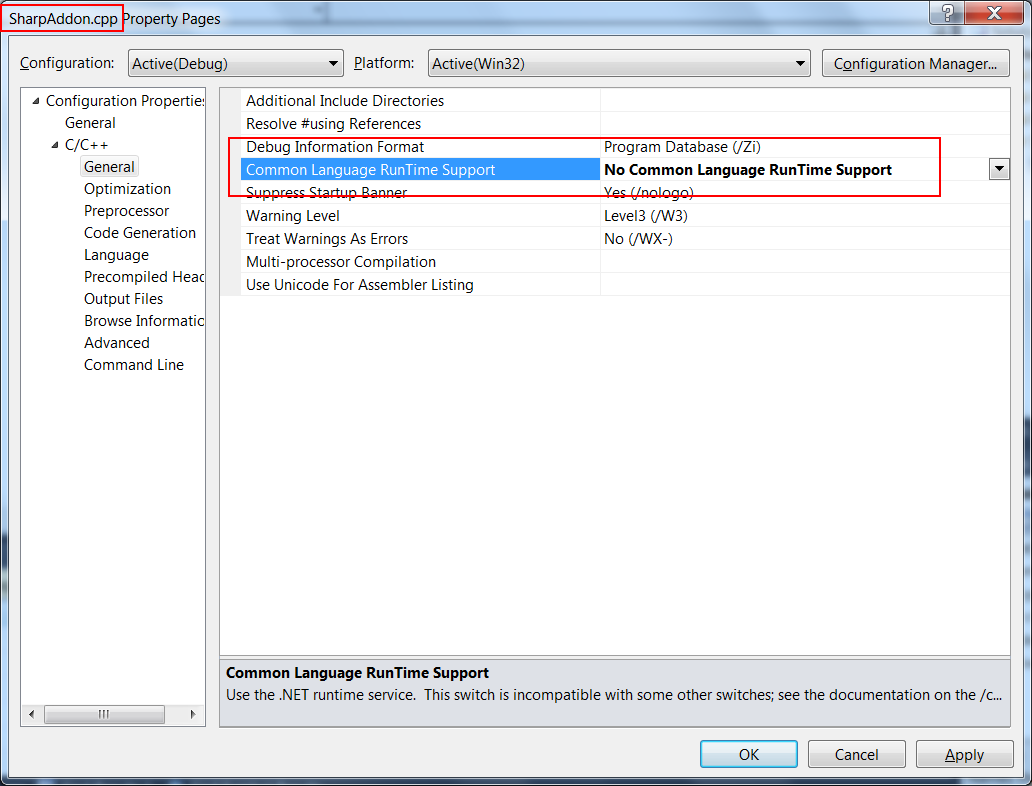 SharpAddon.cpp Property Pages
Configuration: Active(Debug) Platform: Active(Win32) Configuration Manager...
Configuration Properties
General
C/C++
General
Optimization
Preprocessor
Code Generation
Language
Precompiled Heac
Output Files
Browse Informatic
Advanced
Command Line
Additional Include Directories
Resolve #using References
Debug Information Format Program Database (/Zi)
Common Language RunTime Support No Common Language RunTime Support
Suppress Startup Banner Yes (/nologo)
Warning Level Level3 (/W3)
Treat Warnings As Errors No (/WX-)
Multi-processor Compilation
Use Unicode For Assembler Listing
Common Language RunTime Support
Use the .NET runtime service.  This switch is incompatible with some other switches; see the documentation on the /c...
OK Cancel Apply